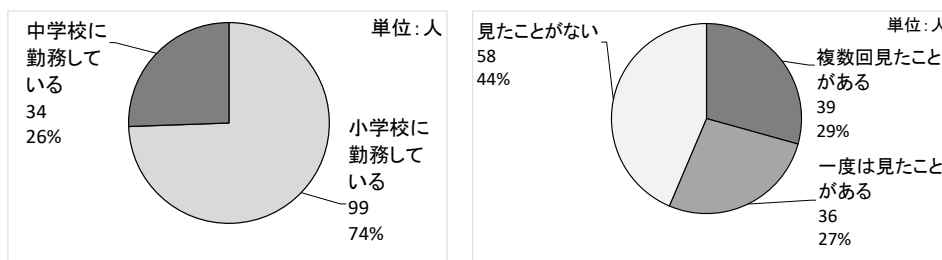 単位：人
中学校に
勤務して
いる
34
26%
小学校に
勤務して
いる
99
74%
単位：人
見たことがない
58
44%
複数回見たこと
がある
39
29%
一度は見たこと
がある
36
27%